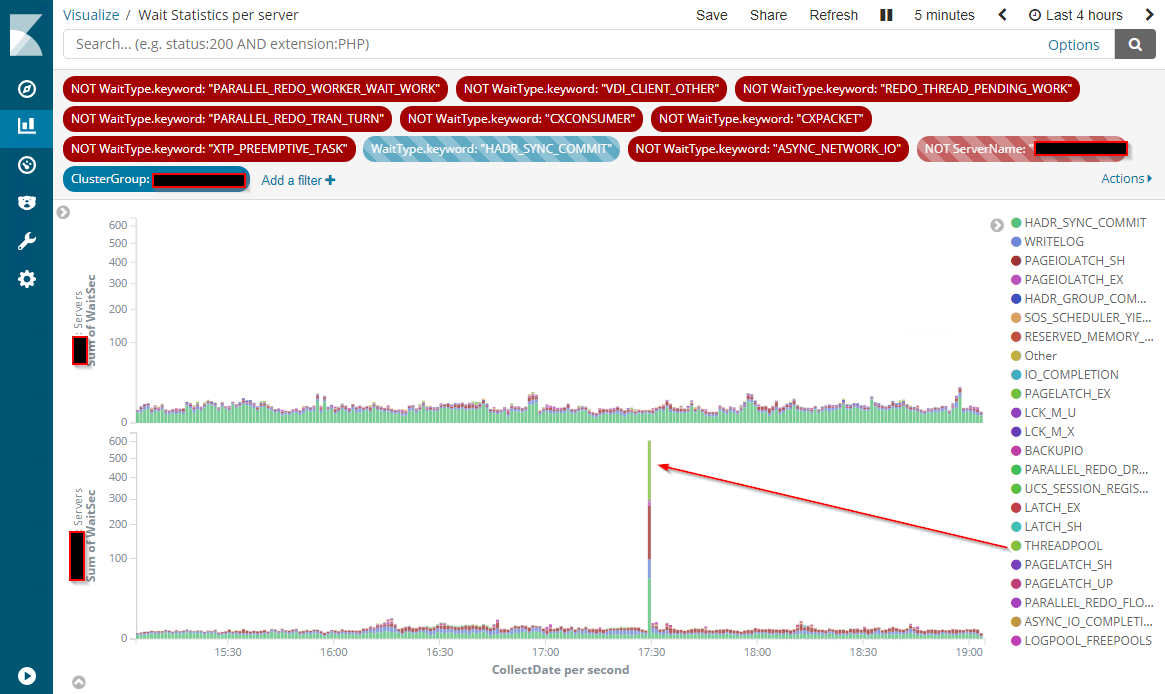 Visualize / Wait Statistics per server
Save Share Refresh 5 minutes Last 4 hours
Search... (e.g. status:200 AND extension:PHP)
Options
NOT WaitType.keyword: "PARALLEL_REDO_WORKER_WAIT_WORK" NOT WaitType.keyword: "VDI_CLIENT_OTHER" NOT WaitType.keyword: "REDO_THREAD_PENDING_WORK"
NOT WaitType.keyword: "PARALLEL_REDO_TRAN_TURN" NOT WaitType.keyword: "CXCONSUMER" NOT WaitType.keyword: "CXPACKET"
NOT WaitType.keyword: "XTP_PREEMPTIVE_TASK" WaitType.keyword: "HADR_SYNC_COMMIT" NOT WaitType.keyword: "ASYNC_NETWORK_IO" NOT ServerName: "
ClusterGroup: Add a filter +
Actions
600
500
400
300
200
100
0
: Servers
Sum of WaitSec
600
500
400
300
200
100
0
: Servers
Sum of WaitSec
15:30 16:00 16:30 17:00 17:30 18:00 18:30 19:00
CollectDate per second
HADR_SYNC_COMMIT
WRITELOG
PAGEIOLATCH_SH
PAGEIOLATCH_EX
HADR_GROUP_COM...
SOS_SCHEDULER_YIE...
RESERVED_MEMORY_...
Other
IO_COMPLETION
PAGELATCH_EX
LCK_M_U
LCK_M_X
BACKUPIO
PARALLEL_REDO_DR...
UCS_SESSION_REGIS...
LATCH_EX
LATCH_SH
THREADPOOL
PAGELATCH_SH
PAGELATCH_UP
PARALLEL_REDO_FLO...
ASYNC_IO_COMPLETI...
LOGPOOL_FREEPOOLS